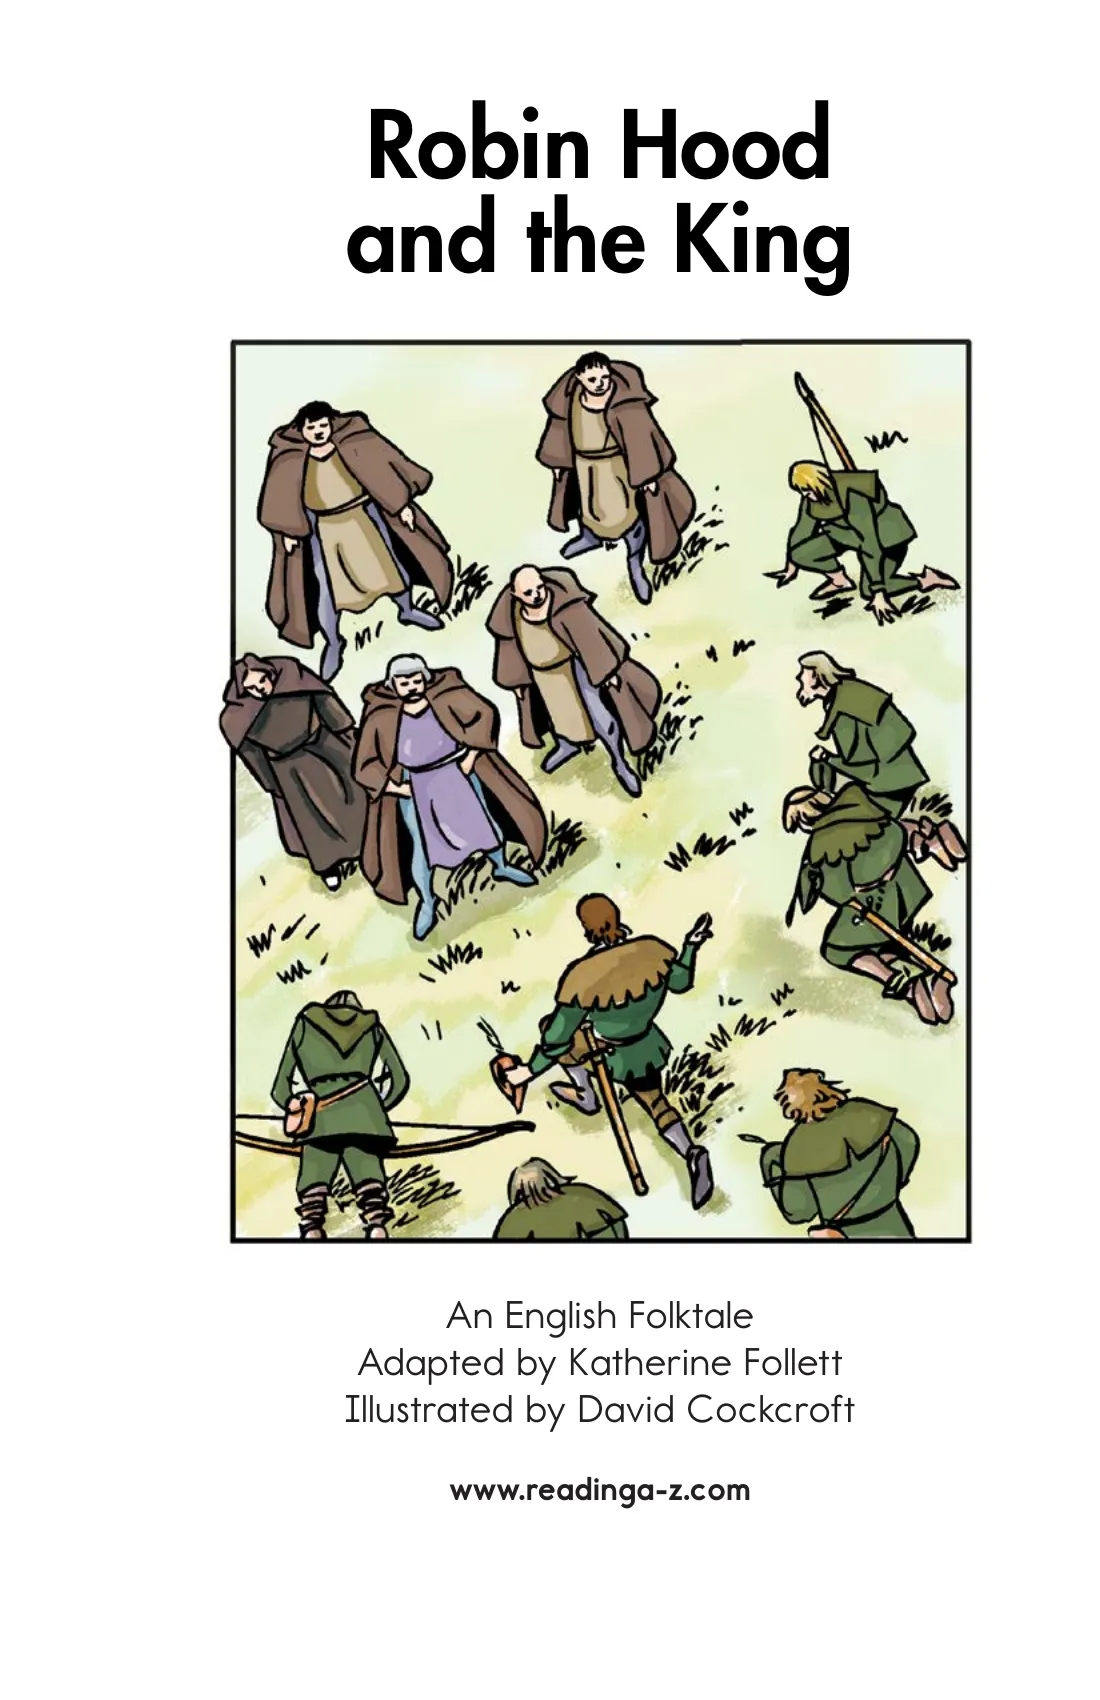 Robin Hood
and the King
An English Folktale
Adapted by Katherine Follett
Illustrated by David Cockcroft
www.readinga-z.com